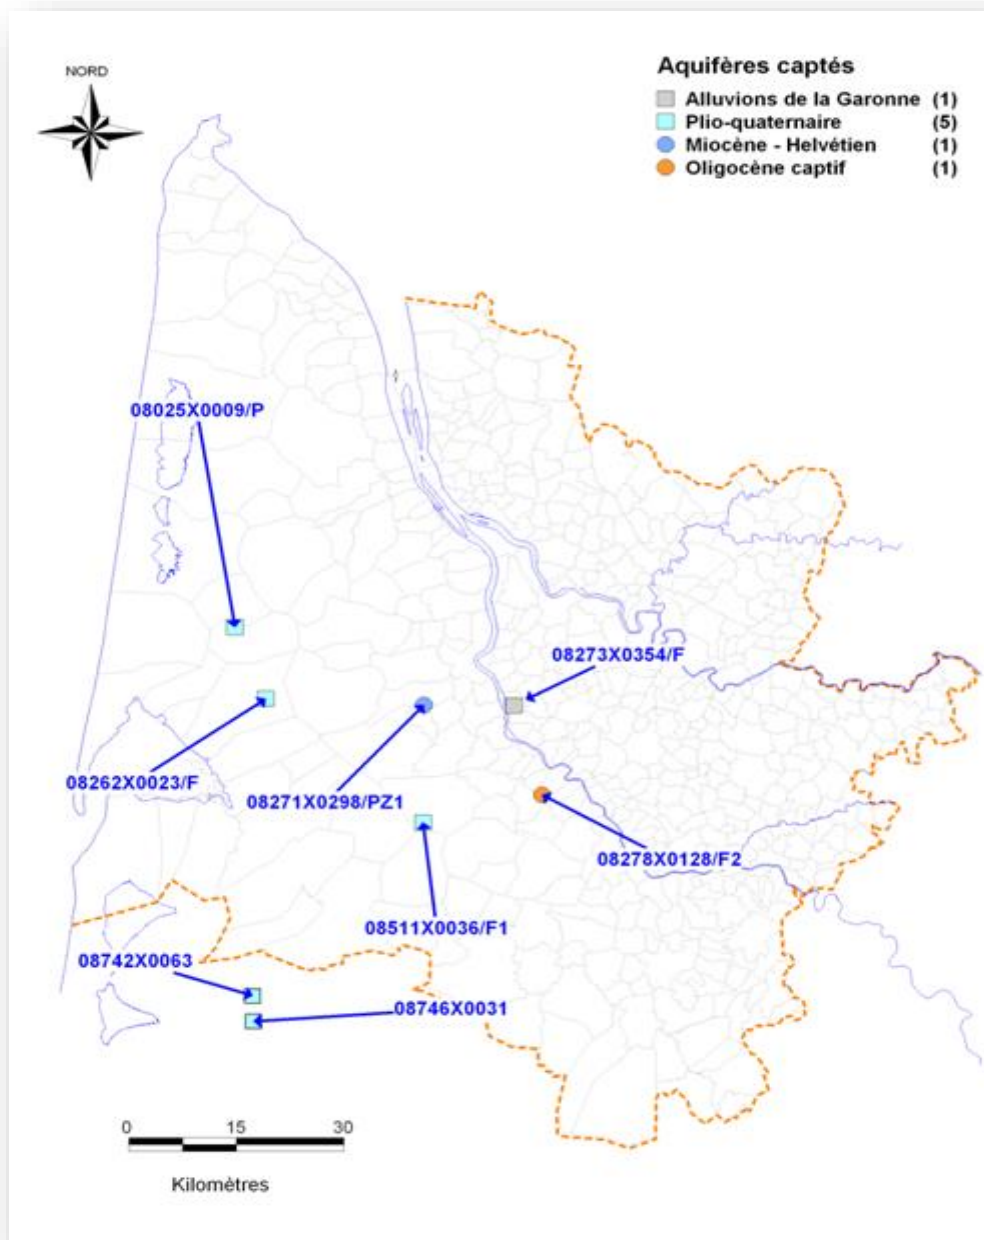 NORD
Aquifères captés
Alluvions de la Garonne (1)
Plio-quaternaire (5)
Miocène - Helvétien (1)
Oligocène captif (1)
08025X0009/P
08273X0354/F
08262X0023/F
08271X0298/PZ1
08278X0128/F2
08511X0036/F1
08742X0063
08746X0031
0 15 30
Kilomètres